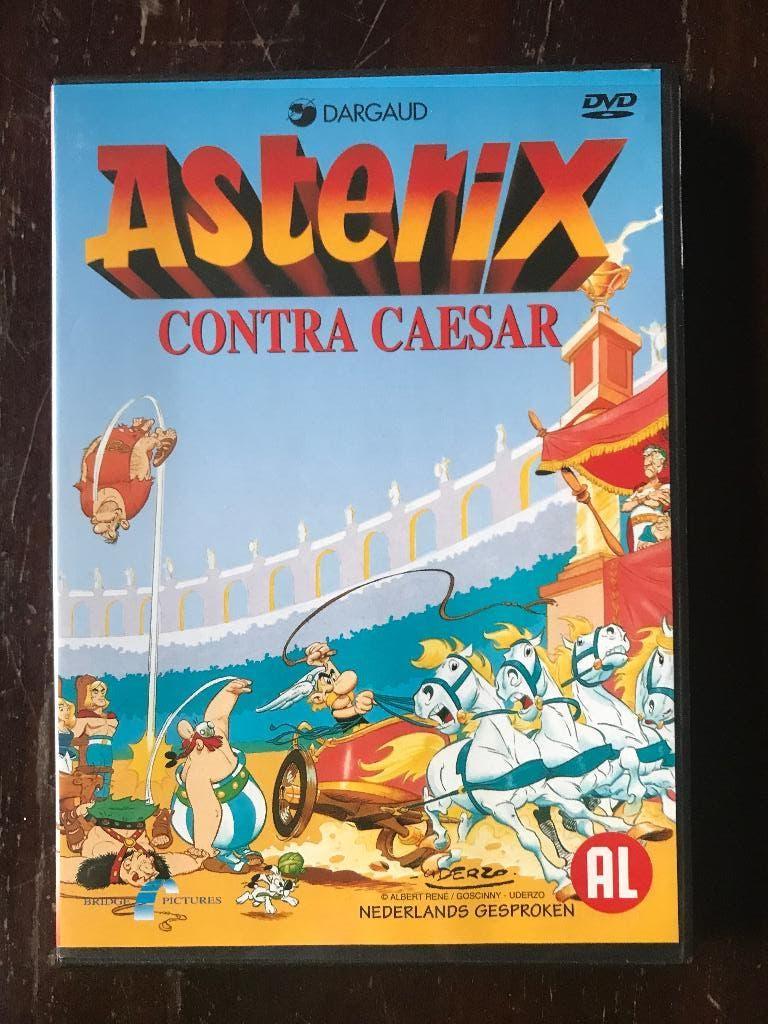 DARGAUD
DVD
Asterix
CONTRA CAESAR
UDERZO.
AL
BRIDGE PICTURES
© ALBERT RENÉ / GOSCINNY - UDERZO
NEDERLANDS GESPROKEN